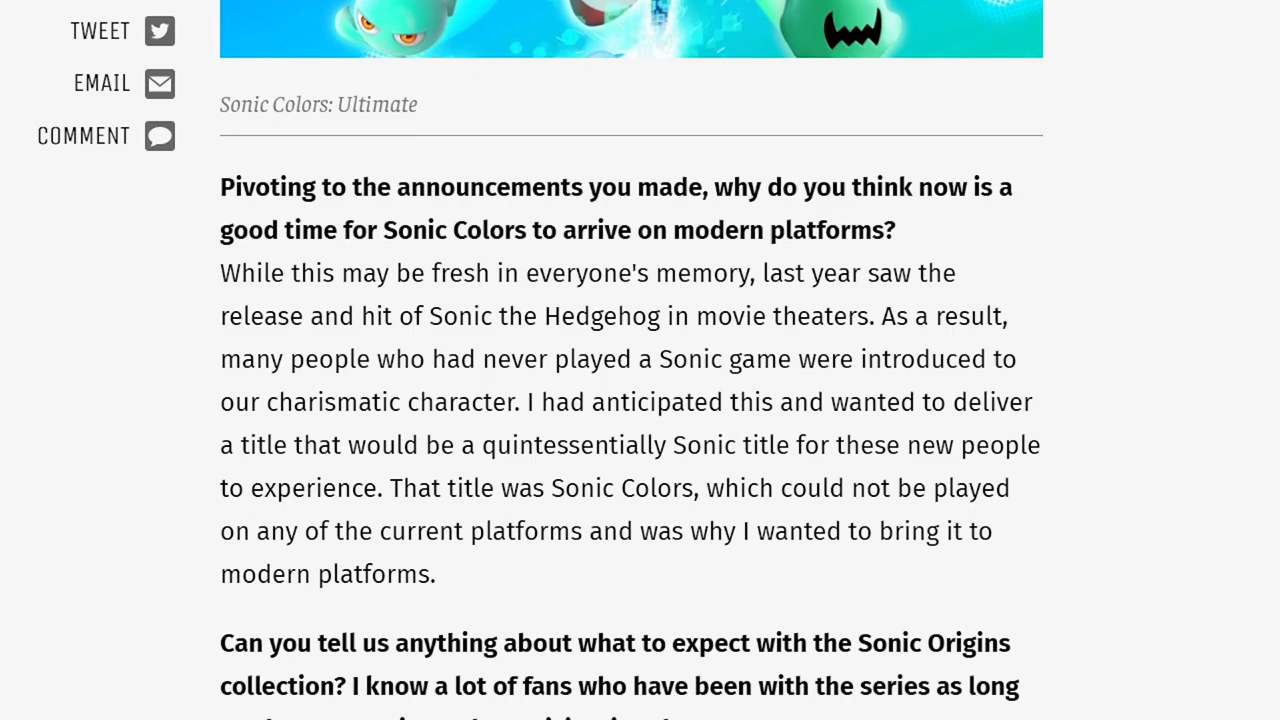 TWEET
EMAIL
COMMENT
Sonic Colors: Ultimate
Pivoting to the announcements you made, why do you think now is a
good time for Sonic Colors to arrive on modern platforms?
While this may be fresh in everyone's memory, last year saw the
release and hit of Sonic the Hedgehog in movie theaters. As a result,
many people who had never played a Sonic game were introduced to
our charismatic character. I had anticipated this and wanted to deliver
a title that would be a quintessentially Sonic title for these new people
to experience. That title was Sonic Colors, which could not be played
on any of the current platforms and was why I wanted to bring it to
modern platforms.
Can you tell us anything about what to expect with the Sonic Origins
collection? I know a lot of fans who have been with the series as long